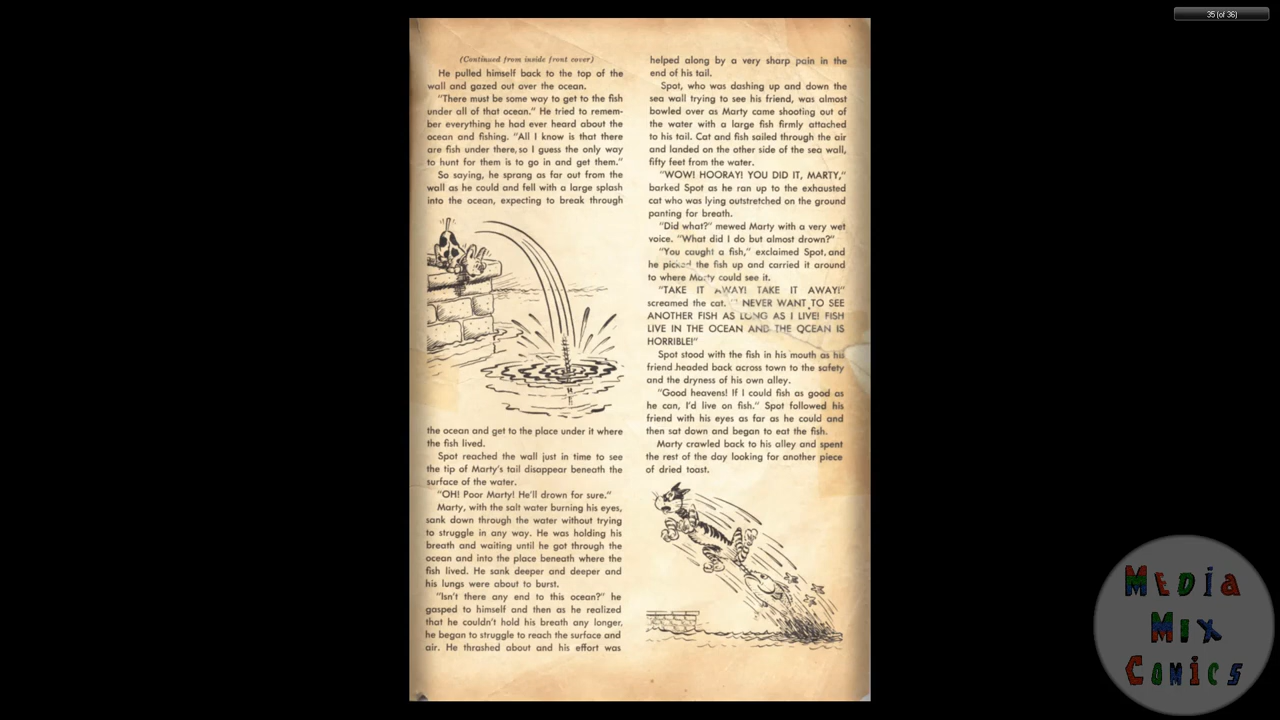 35 (of 36)
(Continued from inside front cover)
He pulled himself back to the top of the
wall and gazed out over the ocean.
"There must be some way to get to the fish
under all of that ocean." He tried to remem-
ber everything he had ever heard about the
ocean and fishing. "All I know is that there
are fish under there, so I guess the only way
to hunt for them is to go in and get them."
So saying, he sprang as far out from the
wall as he could and fell with a large splash
into the ocean, expecting to break through
the ocean and get to the place under it where
the fish lived.
Spot reached the wall just in time to see
the tip of Marty's tail disappear beneath the
surface of the water.
"OH! Poor Marty! He'll drown for sure."
Marty, with the salt water burning his eyes,
sank down through the water without trying
to struggle in any way. He was holding his
breath and waiting until he got through the
ocean and into the place beneath where the
fish lived. He sank deeper and deeper and
his lungs were about to burst.
"Isn't there any end to this ocean?" he
gasped to himself and then as he realized
that he couldn't hold his breath any longer,
he began to struggle to reach the surface and
air. He thrashed about and his effort was
helped along by a very sharp pain in the
end of his tail.
Spot, who was dashing up and down the
sea wall trying to see his friend, was almost
bowled over as Marty came shooting out of
the water with a large fish firmly attached
to his tail. Cat and fish sailed through the air
and landed on the other side of the sea wall,
fifty feet from the water.
"WOW! HOORAY! YOU DID IT, MARTY,"
barked Spot as he ran up to the exhausted
cat who was lying outstretched on the ground
panting for breath.
"Did what?" mewed Marty with a very wet
voice. "What did I do but almost drown?"
"You caught a fish," exclaimed Spot, and
he picked the fish up and carried it around
to where Marty could see it.
"TAKE IT AWAY! TAKE IT AWAY!"
screamed the cat. " NEVER WANT TO SEE
ANOTHER FISH AS LONG AS I LIVE! FISH
LIVE IN THE OCEAN AND THE OCEAN IS
HORRIBLE!"
Spot stood with the fish in his mouth as his
friend headed back across town to the safety
and the dryness of his own alley.
"Good heavens! If I could fish as good as
he can, I'd live on fish." Spot followed his
friend with his eyes as far as he could and
then sat down and began to eat the fish.
Marty crawled back to his alley and spent
the rest of the day looking for another piece
of dried toast.
MEDIA
MIX
COMICS